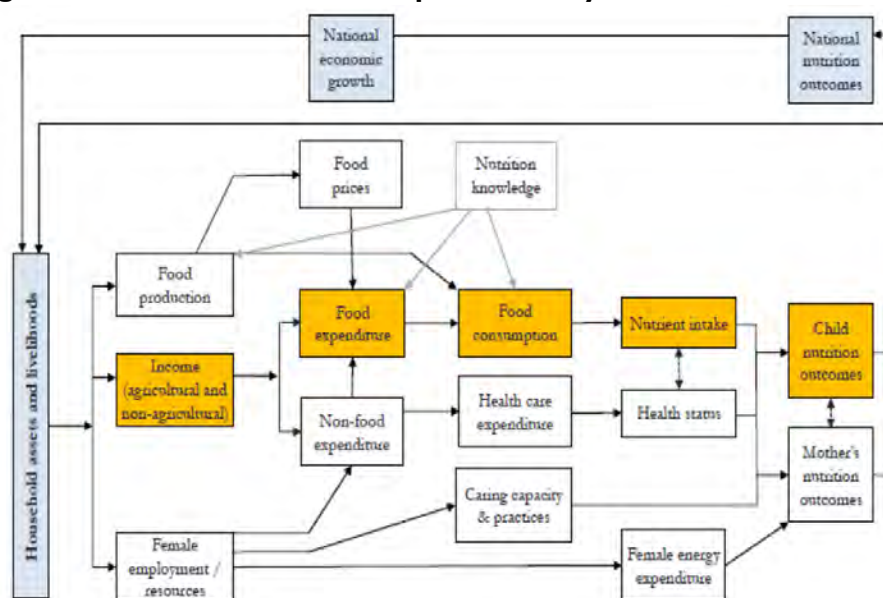 National
economic
growth
National
nutrition
outcomes
Food
prices
Nutrition
knowledge
Household assets and livelihoods
Food
production
Food
expenditure
Food
consumption
Nutrient intake
Child
nutrition
outcomes
Income
(agricultural and
non-agricultural)
Non-food
expenditure
Health care
expenditure
Health status
Mother's
nutrition
outcomes
Caring capacity
& practices
Female
employment /
resources
Female energy
expenditure